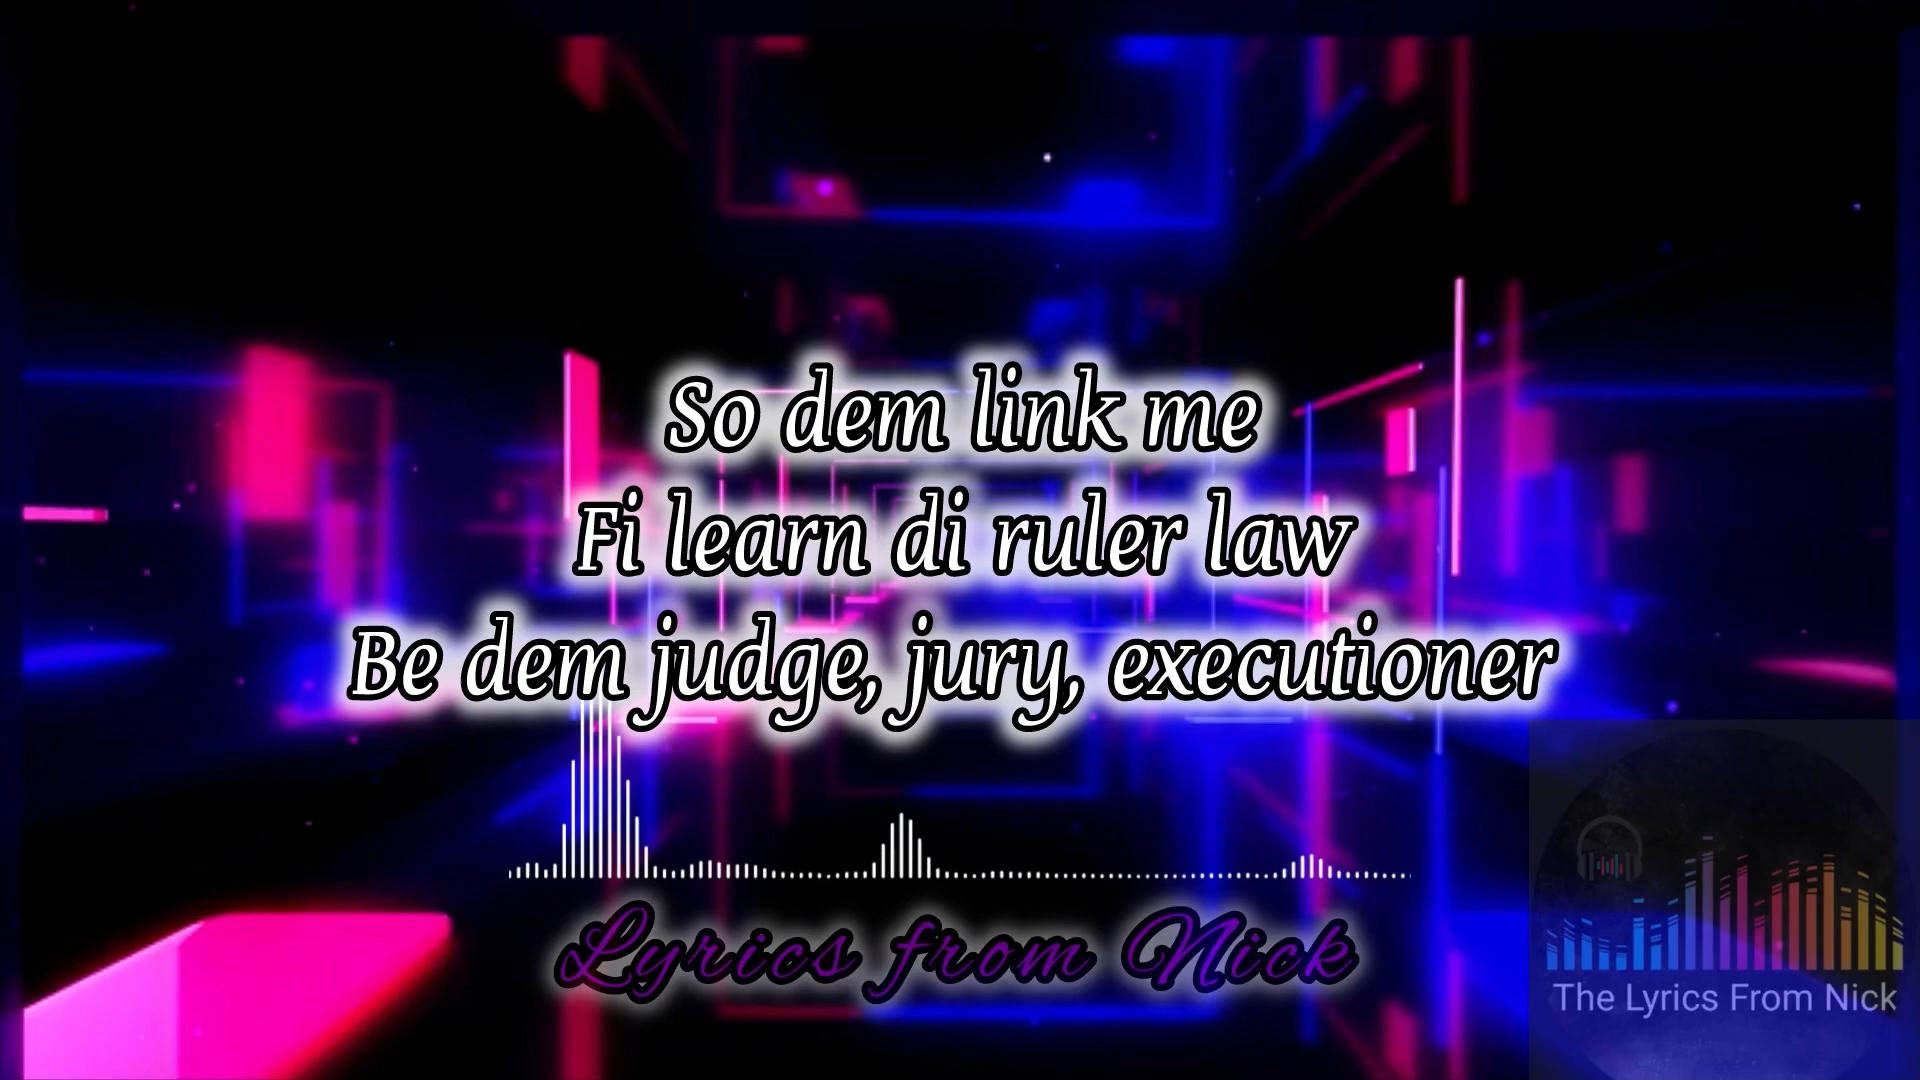 So dem link me
Fi learn di ruler law
Be dem judge, jury, executioner
Lyrics from Nick
The Lyrics From Nick